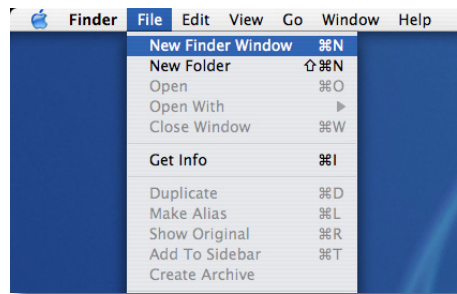 Finder File Edit View Go Window Help
New Finder Window ⌘N
New Folder ⇧⌘N
Open ⌘O
Open With ▶
Close Window ⌘W
Get Info ⌘I
Duplicate ⌘D
Make Alias ⌘L
Show Original ⌘R
Add To Sidebar ⌘T
Create Archive